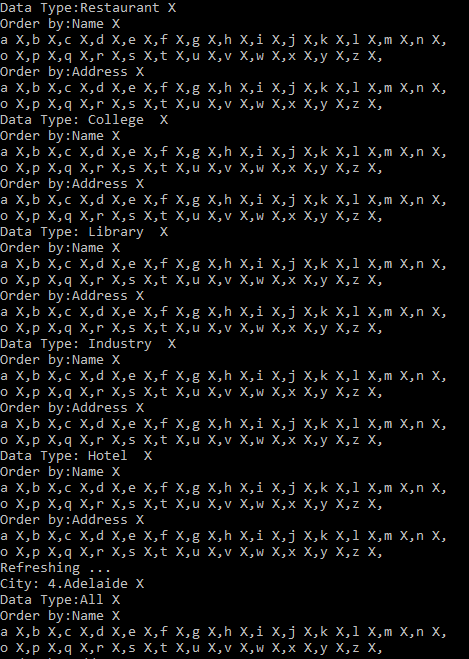 Data Type:Restaurant X
Order by:Name X
a X,b X,c X,d X,e X,f X,g X,h X,i X,j X,k X,l X,m X,n X,
o X,p X,q X,r X,s X,t X,u X,v X,w X,x X,y X,z X,
Order by:Address X
a X,b X,c X,d X,e X,f X,g X,h X,i X,j X,k X,l X,m X,n X,
o X,p X,q X,r X,s X,t X,u X,v X,w X,x X,y X,z X,
Data Type: College  X
Order by:Name X
a X,b X,c X,d X,e X,f X,g X,h X,i X,j X,k X,l X,m X,n X,
o X,p X,q X,r X,s X,t X,u X,v X,w X,x X,y X,z X,
Order by:Address X
a X,b X,c X,d X,e X,f X,g X,h X,i X,j X,k X,l X,m X,n X,
o X,p X,q X,r X,s X,t X,u X,v X,w X,x X,y X,z X,
Data Type: Library  X
Order by:Name X
a X,b X,c X,d X,e X,f X,g X,h X,i X,j X,k X,l X,m X,n X,
o X,p X,q X,r X,s X,t X,u X,v X,w X,x X,y X,z X,
Order by:Address X
a X,b X,c X,d X,e X,f X,g X,h X,i X,j X,k X,l X,m X,n X,
o X,p X,q X,r X,s X,t X,u X,v X,w X,x X,y X,z X,
Data Type: Industry  X
Order by:Name X
a X,b X,c X,d X,e X,f X,g X,h X,i X,j X,k X,l X,m X,n X,
o X,p X,q X,r X,s X,t X,u X,v X,w X,x X,y X,z X,
Order by:Address X
a X,b X,c X,d X,e X,f X,g X,h X,i X,j X,k X,l X,m X,n X,
o X,p X,q X,r X,s X,t X,u X,v X,w X,x X,y X,z X,
Data Type: Hotel  X
Order by:Name X
a X,b X,c X,d X,e X,f X,g X,h X,i X,j X,k X,l X,m X,n X,
o X,p X,q X,r X,s X,t X,u X,v X,w X,x X,y X,z X,
Order by:Address X
a X,b X,c X,d X,e X,f X,g X,h X,i X,j X,k X,l X,m X,n X,
o X,p X,q X,r X,s X,t X,u X,v X,w X,x X,y X,z X,
Refreshing ...
City: 4.Adelaide X
Data Type:All X
Order by:Name X
a X,b X,c X,d X,e X,f X,g X,h X,i X,j X,k X,l X,m X,n X,
o X,p X,q X,r X,s X,t X,u X,v X,w X,x X,y X,z X,